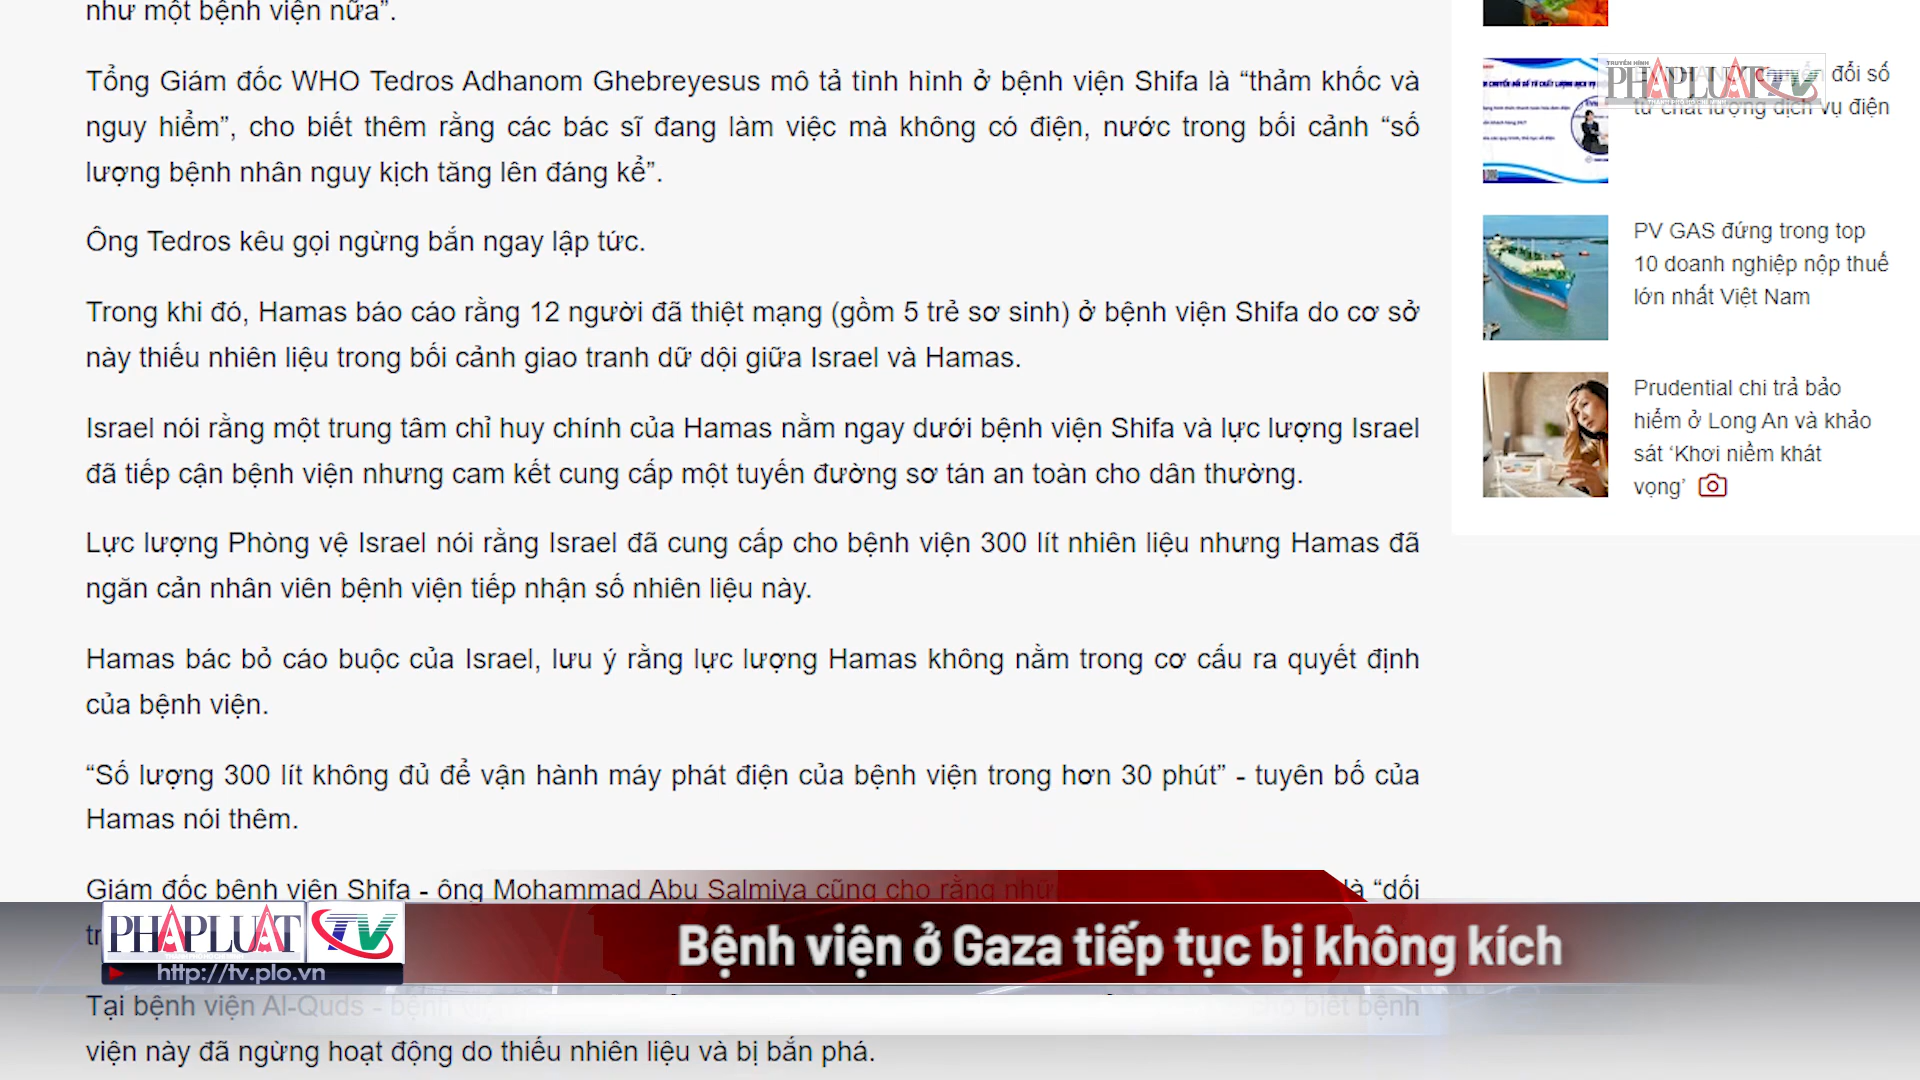 như một bệnh viện nữa”.
Tổng Giám đốc WHO Tedros Adhanom Ghebreyesus mô tả tình hình ở bệnh viện Shifa là “thảm khốc và
nguy hiểm”, cho biết thêm rằng các bác sĩ đang làm việc mà không có điện, nước trong bối cảnh “số
lượng bệnh nhân nguy kịch tăng lên đáng kể”.
Ông Tedros kêu gọi ngừng bắn ngay lập tức.
Trong khi đó, Hamas báo cáo rằng 12 người đã thiệt mạng (gồm 5 trẻ sơ sinh) ở bệnh viện Shifa do cơ sở
này thiếu nhiên liệu trong bối cảnh giao tranh dữ dội giữa Israel và Hamas.
Israel nói rằng một trung tâm chỉ huy chính của Hamas nằm ngay dưới bệnh viện Shifa và lực lượng Israel
đã tiếp cận bệnh viện nhưng cam kết cung cấp một tuyến đường sơ tán an toàn cho dân thường.
Lực lượng Phòng vệ Israel nói rằng Israel đã cung cấp cho bệnh viện 300 lít nhiên liệu nhưng Hamas đã
ngăn cản nhân viên bệnh viện tiếp nhận số nhiên liệu này.
Hamas bác bỏ cáo buộc của Israel, lưu ý rằng lực lượng Hamas không nằm trong cơ cấu ra quyết định
của bệnh viện.
“Số lượng 300 lít không đủ để vận hành máy phát điện của bệnh viện trong hơn 30 phút” - tuyên bố của
Hamas nói thêm.
Giám đốc bệnh viện Shifa - ông Mohammad Abu Salmiya cũng cho rằng là “dối
Tại bệnh viện Al-Quds - bệnh cho biết bệnh
viện này đã ngừng hoạt động do thiếu nhiên liệu và bị bắn phá.
chuyển đổi số
từ chất lượng dịch vụ điện
PV GAS đứng trong top
10 doanh nghiệp nộp thuế
lớn nhất Việt Nam
Prudential chi trả bảo
hiểm ở Long An và khảo
sát ‘Khơi niềm khát
vọng’
TRUYỀN HÌNH
PHÁPLUẬT TV
PHÁPLUẬT TV
http://tv.plo.vn
Bệnh viện ở Gaza tiếp tục bị không kích